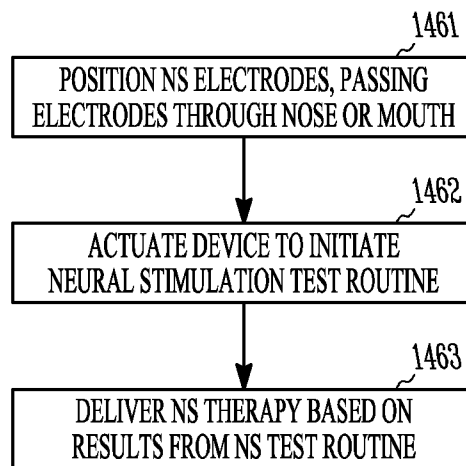 1461
POSITION NS ELECTRODES, PASSING
ELECTRODES THROUGH NOSE OR MOUTH
1462
ACTUATE DEVICE TO INITIATE
NEURAL STIMULATION TEST ROUTINE
1463
DELIVER NS THERAPY BASED ON
RESULTS FROM NS TEST ROUTINE